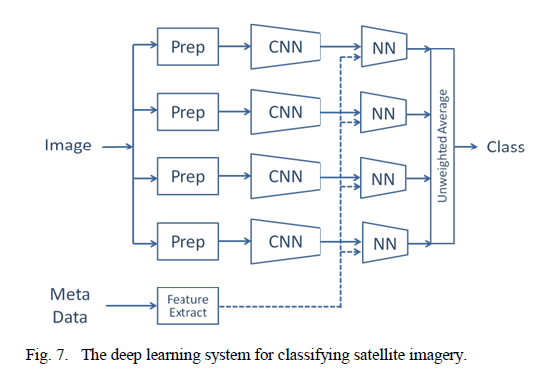 Prep
CNN
NN
Prep
CNN
NN
Image
Prep
CNN
NN
Unweighted Average
Class
Prep
CNN
NN
Meta
Data
Feature
Extract
Fig. 7. The deep learning system for classifying satellite imagery.